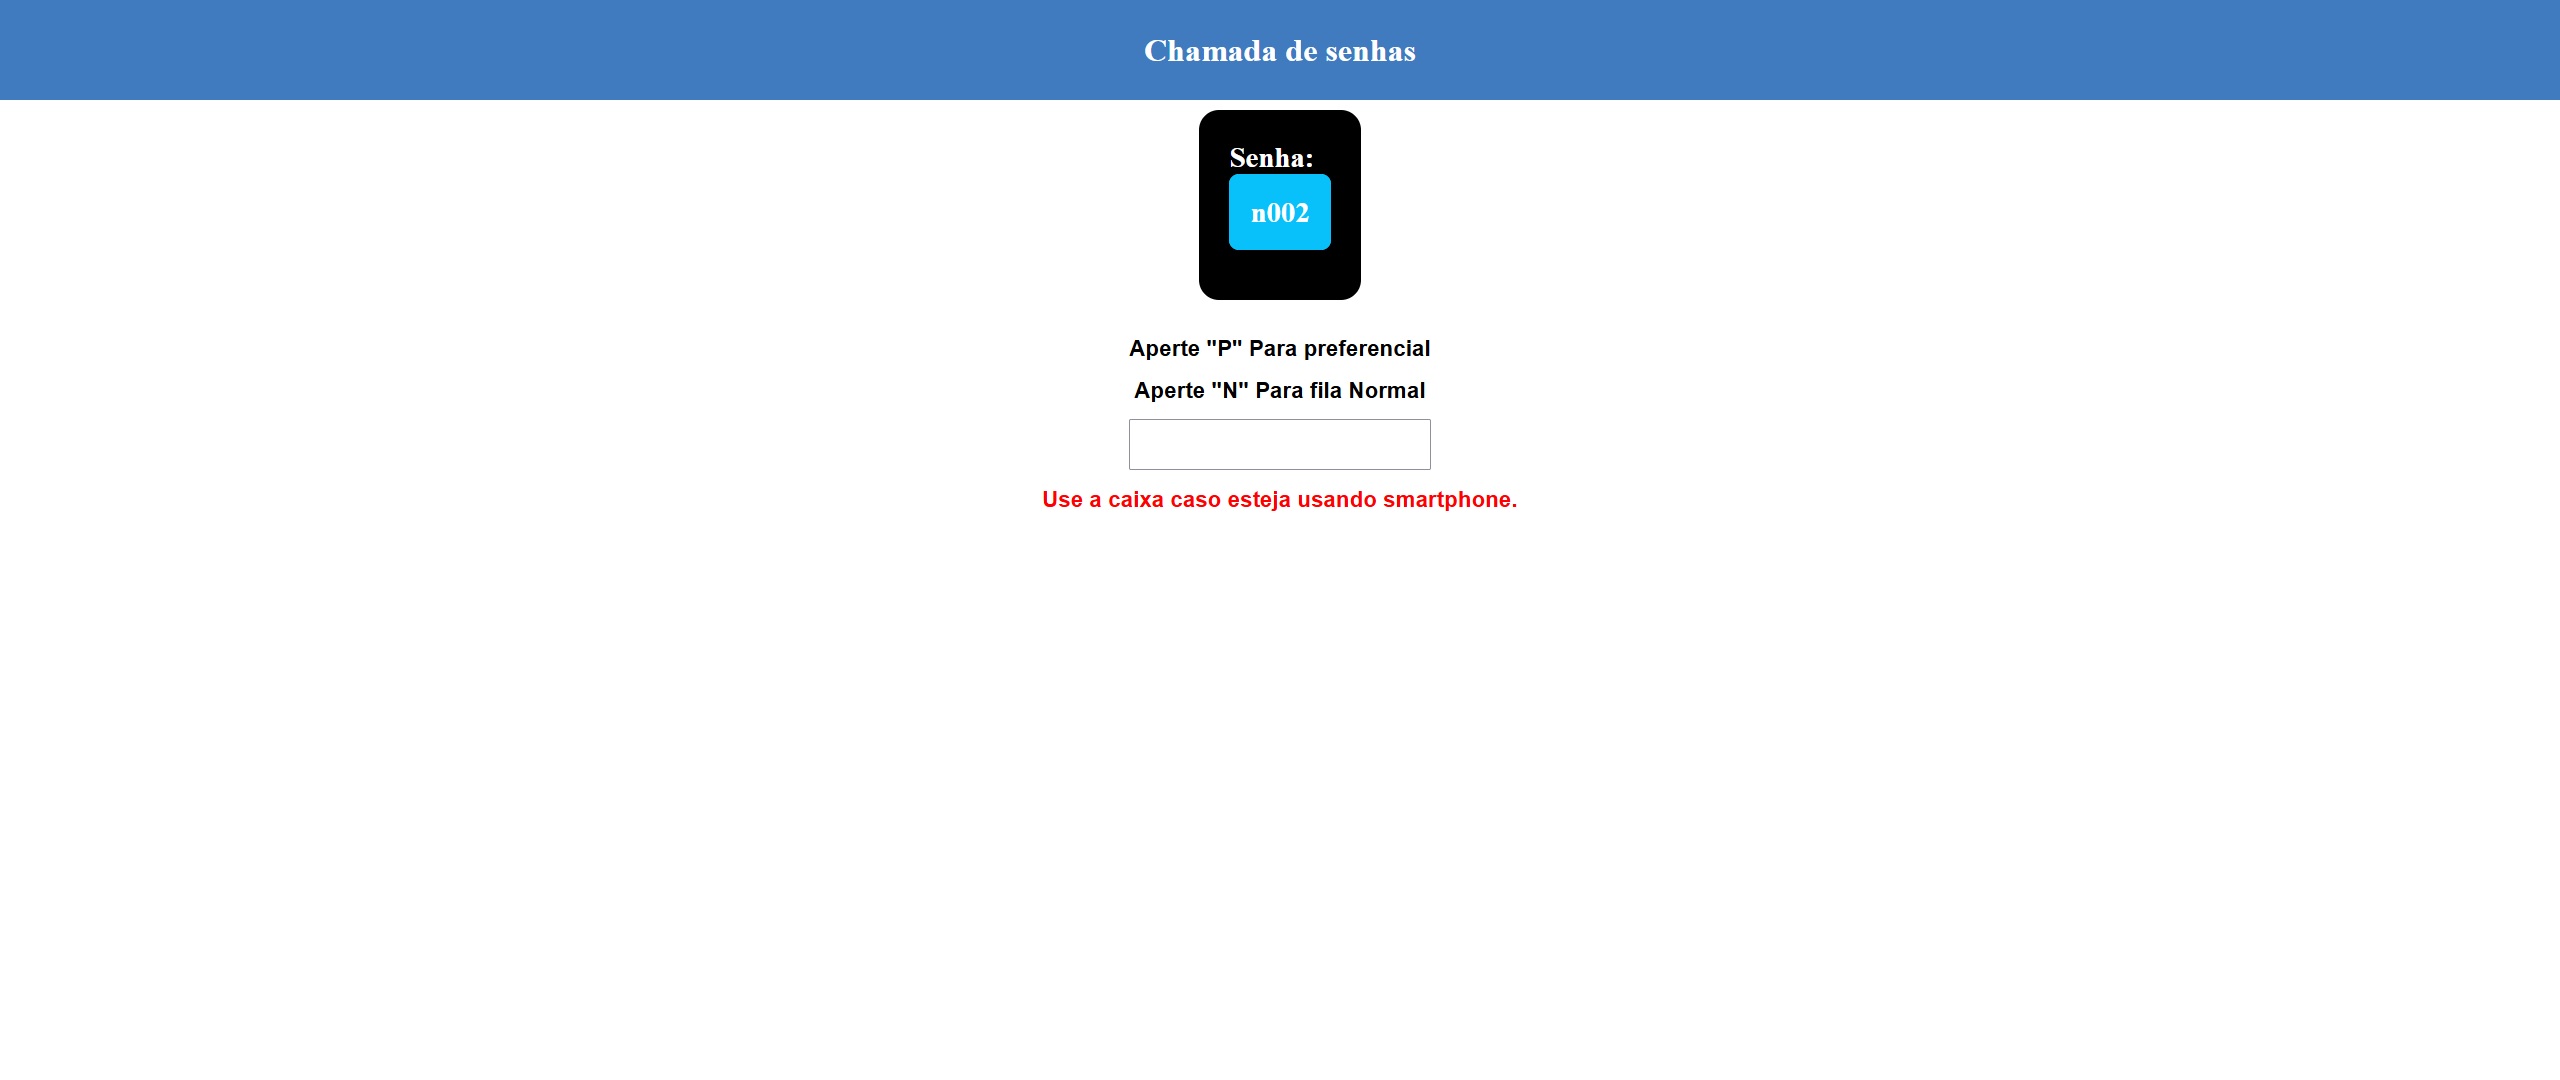 Chamada de senhas
Senha:
n002
Aperte "P" Para preferencial
Aperte "N" Para fila Normal
Use a caixa caso esteja usando smartphone.